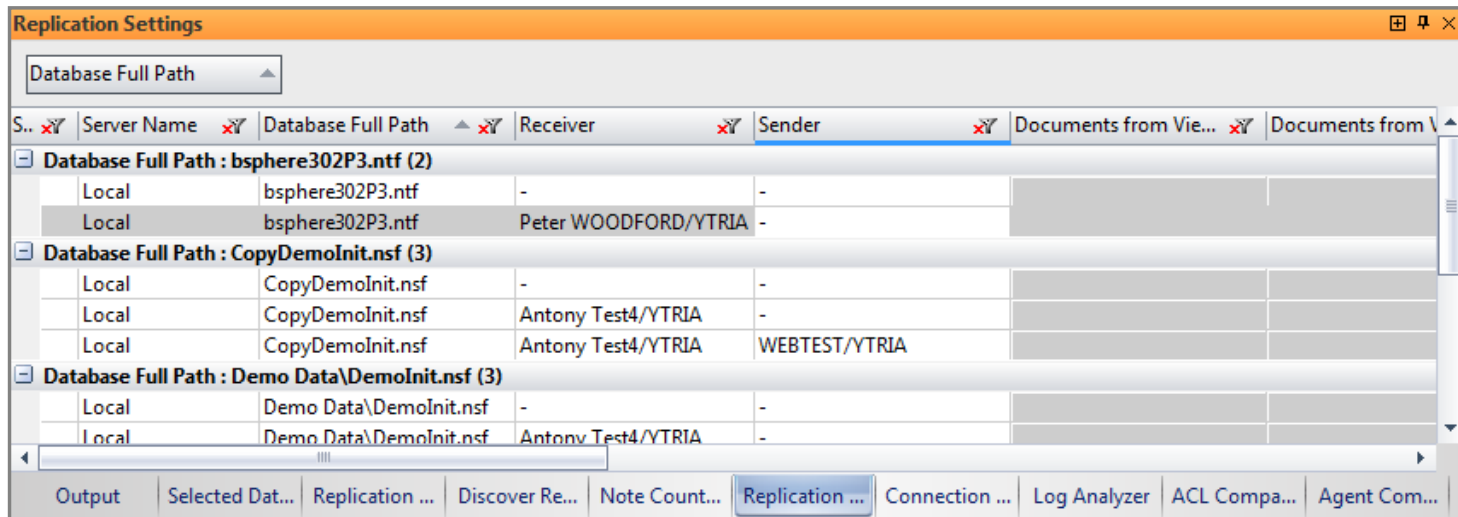 Replication Settings
Database Full Path
S.. Server Name Database Full Path Receiver Sender Documents from Vie... Documents from V
Database Full Path : bsphere302P3.ntf (2)
Local bsphere302P3.ntf - -
Local bsphere302P3.ntf Peter WOODFORD/YTRIA -
Database Full Path : CopyDemoInit.nsf (3)
Local CopyDemoInit.nsf - -
Local CopyDemoInit.nsf Antony Test4/YTRIA -
Local CopyDemoInit.nsf Antony Test4/YTRIA WEBTEST/YTRIA
Database Full Path : Demo Data\DemoInit.nsf (3)
Local Demo Data\DemoInit.nsf - -
Local Demo Data\DemoInit.nsf Antony Test4/YTRIA -
Output Selected Dat... Replication ... Discover Re... Note Count... Replication ... Connection ... Log Analyzer ACL Compa... Agent Com...